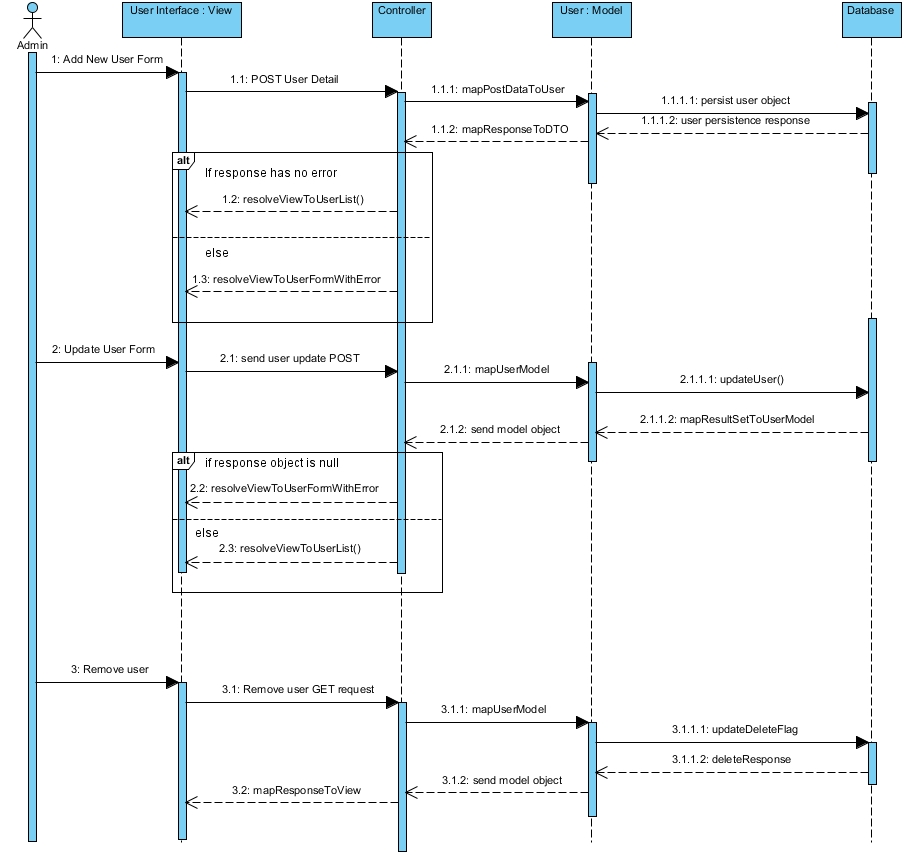 User Interface : View
Controller
User : Model
Database
Admin
1: Add New User Form
1.1: POST User Detail
1.1.1: mapPostDataToUser
1.1.1.1: persist user object
1.1.1.2: user persistence response
1.1.2: mapResponseToDTO
alt
If response has no error
1.2: resolveViewToUserList()
else
1.3: resolveViewToUserFormWithError
2: Update User Form
2.1: send user update POST
2.1.1: mapUserModel
2.1.1.1: updateUser()
2.1.1.2: mapResultSetToUserModel
2.1.2: send model object
alt
if response object is null
2.2: resolveViewToUserFormWithError
else
2.3: resolveViewToUserList()
3: Remove user
3.1: Remove user GET request
3.1.1: mapUserModel
3.1.1.1: updateDeleteFlag
3.1.1.2: deleteResponse
3.1.2: send model object
3.2: mapResponseToView